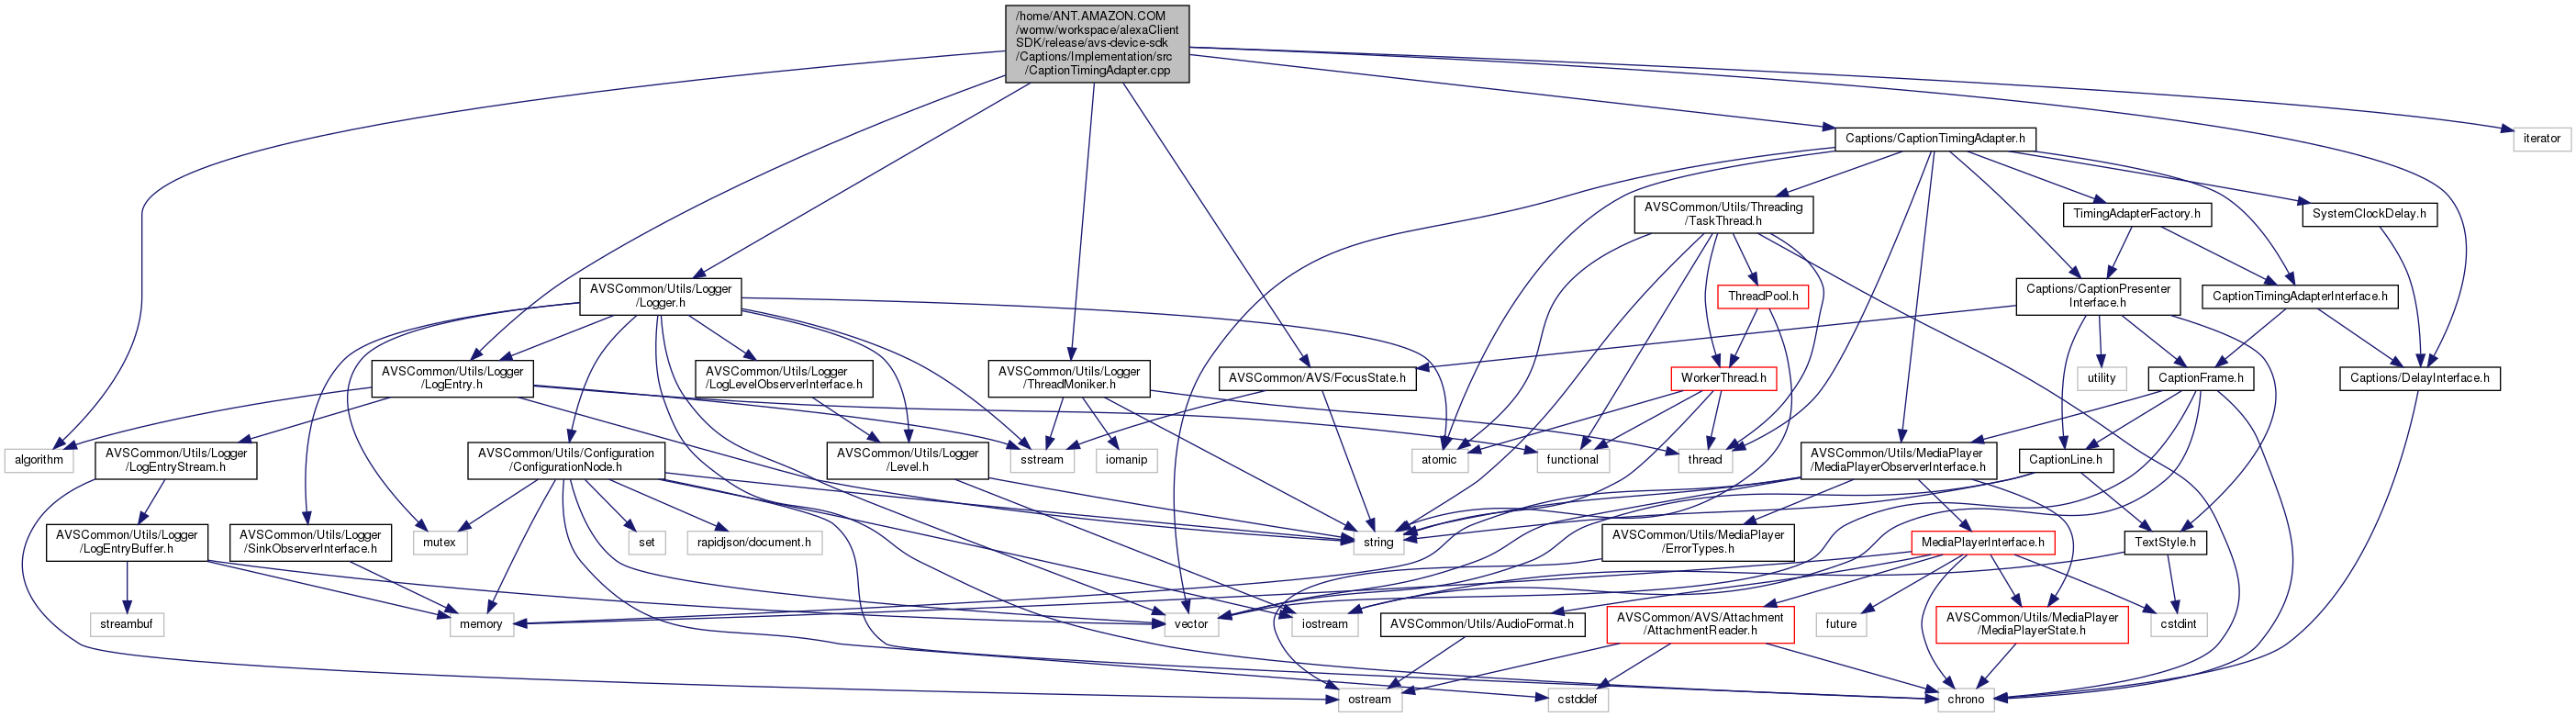 /home/ANT.AMAZON.COM
/womw/workspace/alexaClient
SDK/release/avs-device-sdk
/Captions/Implementation/src
/CaptionTimingAdapter.cpp
Captions/CaptionTimingAdapter.h
iterator
AVSCommon/Utils/Threading
/TaskThread.h
TimingAdapterFactory.h
SystemClockDelay.h
AVSCommon/Utils/Logger
/Logger.h
ThreadPool.h
Captions/CaptionPresenter
Interface.h
CaptionTimingAdapterInterface.h
AVSCommon/Utils/Logger
/LogEntry.h
AVSCommon/Utils/Logger
/LogLevelObserverInterface.h
AVSCommon/Utils/Logger
/ThreadMoniker.h
AVSCommon/AVS/FocusState.h
WorkerThread.h
utility
CaptionFrame.h
Captions/DelayInterface.h
algorithm
AVSCommon/Utils/Logger
/LogEntryStream.h
AVSCommon/Utils/Configuration
/ConfigurationNode.h
AVSCommon/Utils/Logger
/Level.h
sstream
iomanip
atomic
functional
thread
AVSCommon/Utils/MediaPlayer
/MediaPlayerObserverInterface.h
CaptionLine.h
AVSCommon/Utils/Logger
/LogEntryBuffer.h
AVSCommon/Utils/Logger
/SinkObserverInterface.h
mutex
set
rapidjson/document.h
string
AVSCommon/Utils/MediaPlayer
/ErrorTypes.h
MediaPlayerInterface.h
TextStyle.h
streambuf
memory
vector
iostream
AVSCommon/Utils/AudioFormat.h
AVSCommon/AVS/Attachment
/AttachmentReader.h
future
AVSCommon/Utils/MediaPlayer
/MediaPlayerState.h
cstdint
ostream
cstddef
chrono